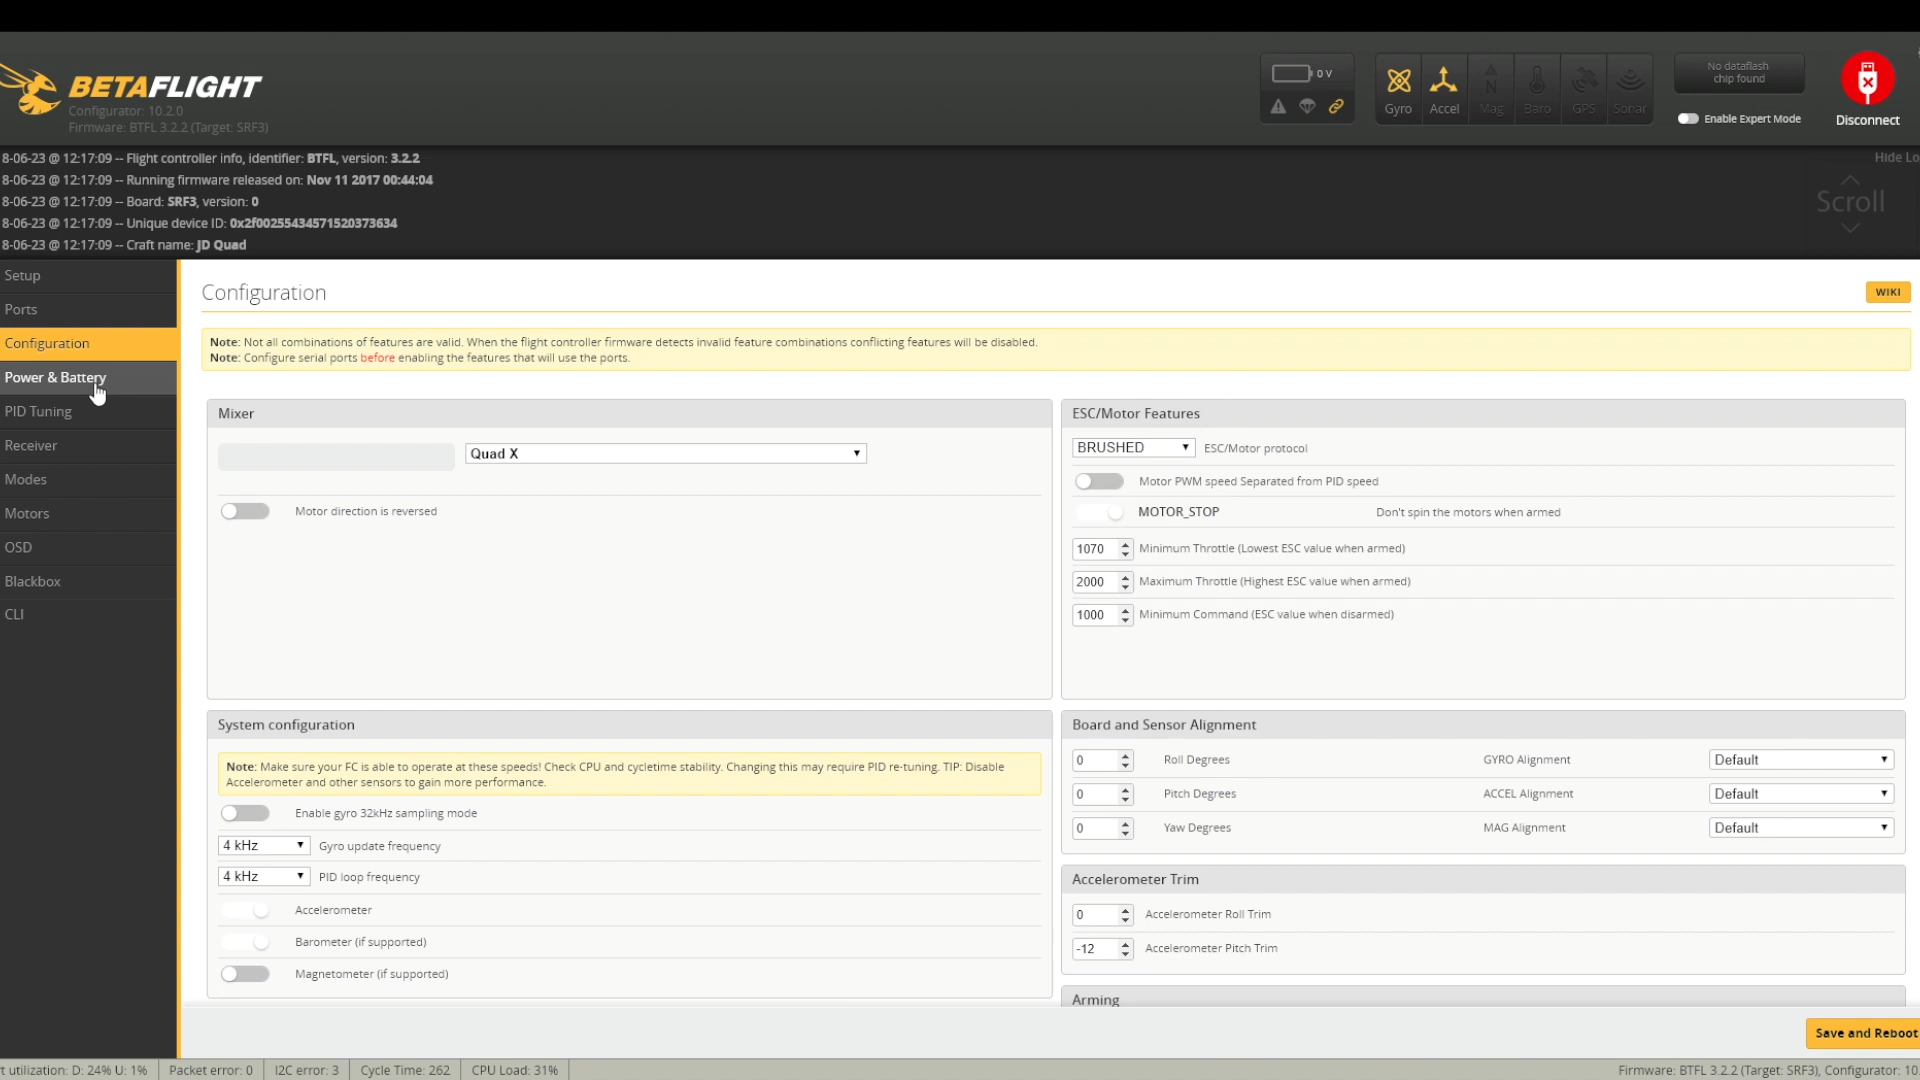 BETAFLIGHT
Configurator: 10.2.0
Firmware: BTFL 3.2.2 (Target: SRF3)
0 V
Gyro
Accel
Mag
Baro
GPS
Sonar
No dataflash
chip found
Enable Expert Mode
Disconnect
8-06-23 @ 12:17:09 -- Flight controller info, identifier: BTFL, version: 3.2.2
8-06-23 @ 12:17:09 -- Running firmware released on: Nov 11 2017 00:44:04
8-06-23 @ 12:17:09 -- Board: SRF3, version: 0
8-06-23 @ 12:17:09 -- Unique device ID: 0x2f00255434571520373634
8-06-23 @ 12:17:09 -- Craft name: JD Quad
Hide Lo
Scroll
Setup
Ports
Configuration
Power & Battery
PID Tuning
Receiver
Modes
Motors
OSD
Blackbox
CLI
Configuration
WIKI
Note: Not all combinations of features are valid. When the flight controller firmware detects invalid feature combinations conflicting features will be disabled.
Note: Configure serial ports before enabling the features that will use the ports.
Mixer
Quad X
Motor direction is reversed
ESC/Motor Features
BRUSHED ESC/Motor protocol
Motor PWM speed Separated from PID speed
MOTOR_STOP Don't spin the motors when armed
1070 Minimum Throttle (Lowest ESC value when armed)
2000 Maximum Throttle (Highest ESC value when armed)
1000 Minimum Command (ESC value when disarmed)
System configuration
Note: Make sure your FC is able to operate at these speeds! Check CPU and cycletime stability. Changing this may require PID re-tuning. TIP: Disable
Accelerometer and other sensors to gain more performance.
Enable gyro 32kHz sampling mode
4 kHz Gyro update frequency
4 kHz PID loop frequency
Accelerometer
Barometer (if supported)
Magnetometer (if supported)
Board and Sensor Alignment
0 Roll Degrees GYRO Alignment Default
0 Pitch Degrees ACCEL Alignment Default
0 Yaw Degrees MAG Alignment Default
Accelerometer Trim
0 Accelerometer Roll Trim
-12 Accelerometer Pitch Trim
Arming
Save and Reboot
t utilization: D: 24% U: 1% Packet error: 0 I2C error: 3 Cycle Time: 262 CPU Load: 31% Firmware: BTFL 3.2.2 (Target: SRF3), Configurator: 10